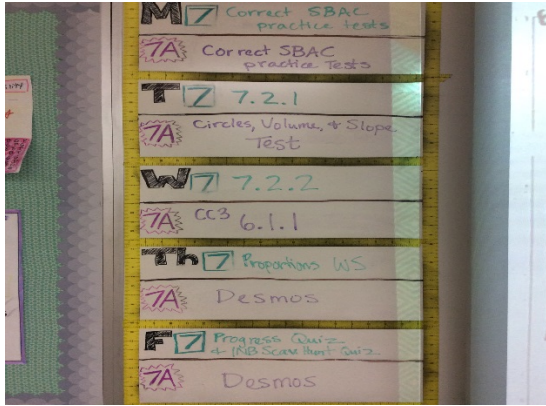 M 7 Correct SBAC
practice tests
7A Correct SBAC
practice Tests
T 7 7.2.1
7A Circles, Volume, + Slope
Test
W 7 7.2.2
7A CC3 6.1.1
Th 7 Proportions WS
7A Desmos
F 7 Progress Quiz
+ INB Scav Hunt Quiz
7A Desmos